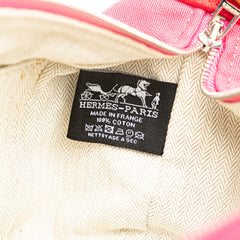 HERMES-PARIS
MADE IN FRANCE
100% COTON
NETTOYAGE A SEC